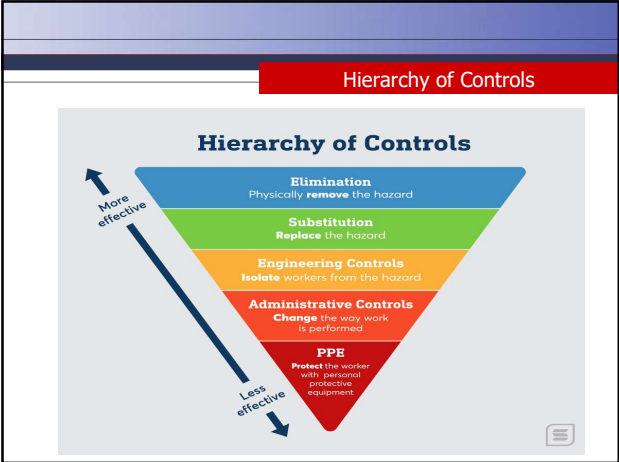 Hierarchy of Controls
Hierarchy of Controls
More
effective
Elimination
Physically remove the hazard
Substitution
Replace the hazard
Engineering Controls
Isolate workers from the hazard
Administrative Controls
Change the way work
is performed
PPE
Protect the worker
with personal
protective
equipment
Less
effective